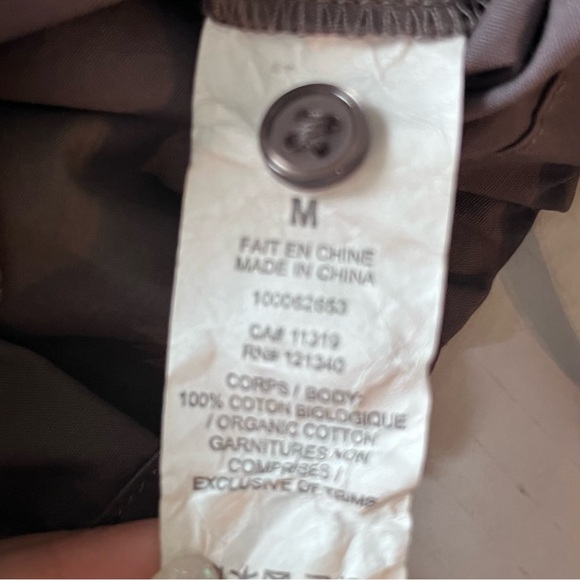 M
FAIT EN CHINE
MADE IN CHINA
100062653
CA# 11319
RN# 121340
CORPS / BODY:
100% COTON BIOLOGIQUE
/ ORGANIC COTTON
GARNITURES NON
COMPRISES /
EXCLUSIVE OF TRIMS